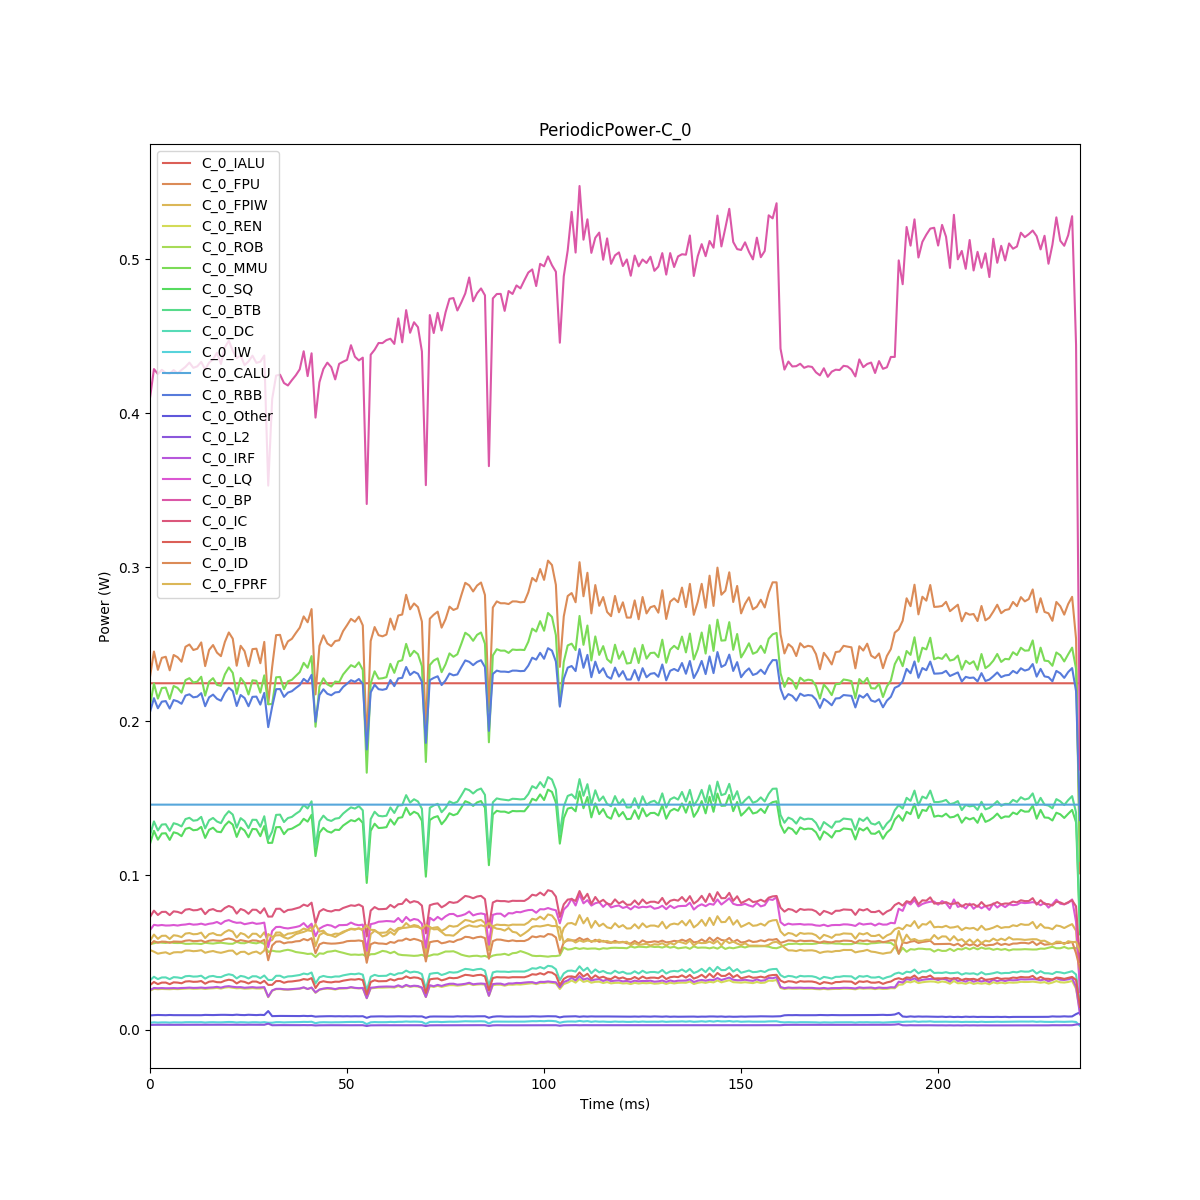 PeriodicPower-C_0
C_0_IALU
C_0_FPU
C_0_FPIW
C_0_REN
C_0_ROB
C_0_MMU
C_0_SQ
C_0_BTB
C_0_DC
C_0_IW
C_0_CALU
C_0_RBB
C_0_Other
C_0_L2
C_0_IRF
C_0_LQ
C_0_BP
C_0_IC
C_0_IB
C_0_ID
C_0_FPRF
0.5
0.4
0.3
0.2
0.1
0.0
Power (W)
0 50 100 150 200
Time (ms)